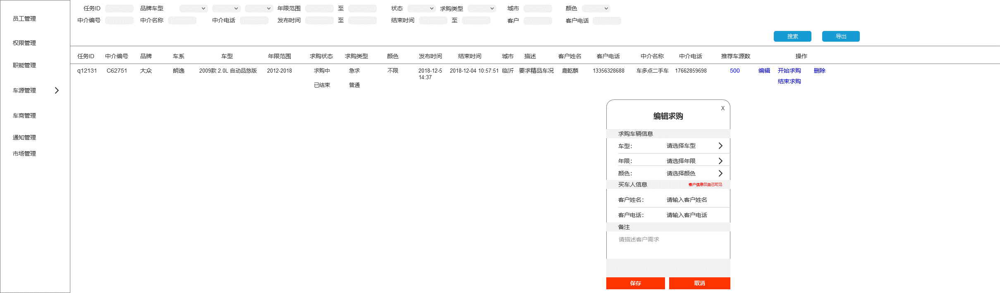 员工管理
权限管理
职能管理
车源管理
车商管理
通知管理
市场管理
任务ID 品牌车型 年限范围 至 状态 求购类型 城市 颜色
中介编号 中介名称 中介电话 发布时间 至 结束时间 至 客户 客户电话
搜索 导出
任务ID 中介编号 品牌 车系 车型 年限范围 求购状态 求购类型 颜色 发布时间 结束时间 城市 描述 客户姓名 客户电话 中介名称 中介电话 推荐车源数 操作
q12131 C62751 大众 朗逸 2009款 2.0L 自动品悠版 2012-2018 求购中 急求 不限 2018-12-5 2018-12-04 10:57:51 临沂 要求精品车况 鹿乾麟 13356328688 车多点二手车 17662859698 500 编辑 开始求购 删除
14:37
结束求购
已结束 普通
X
编辑求购
求购车辆信息
车型： 请选择车型
年限： 请选择年限
颜色： 请选择颜色
买车人信息 客户信息仅自己可见
客户姓名： 请输入客户姓名
客户电话： 请输入客户电话
备注
请描述客户需求
保存 取消